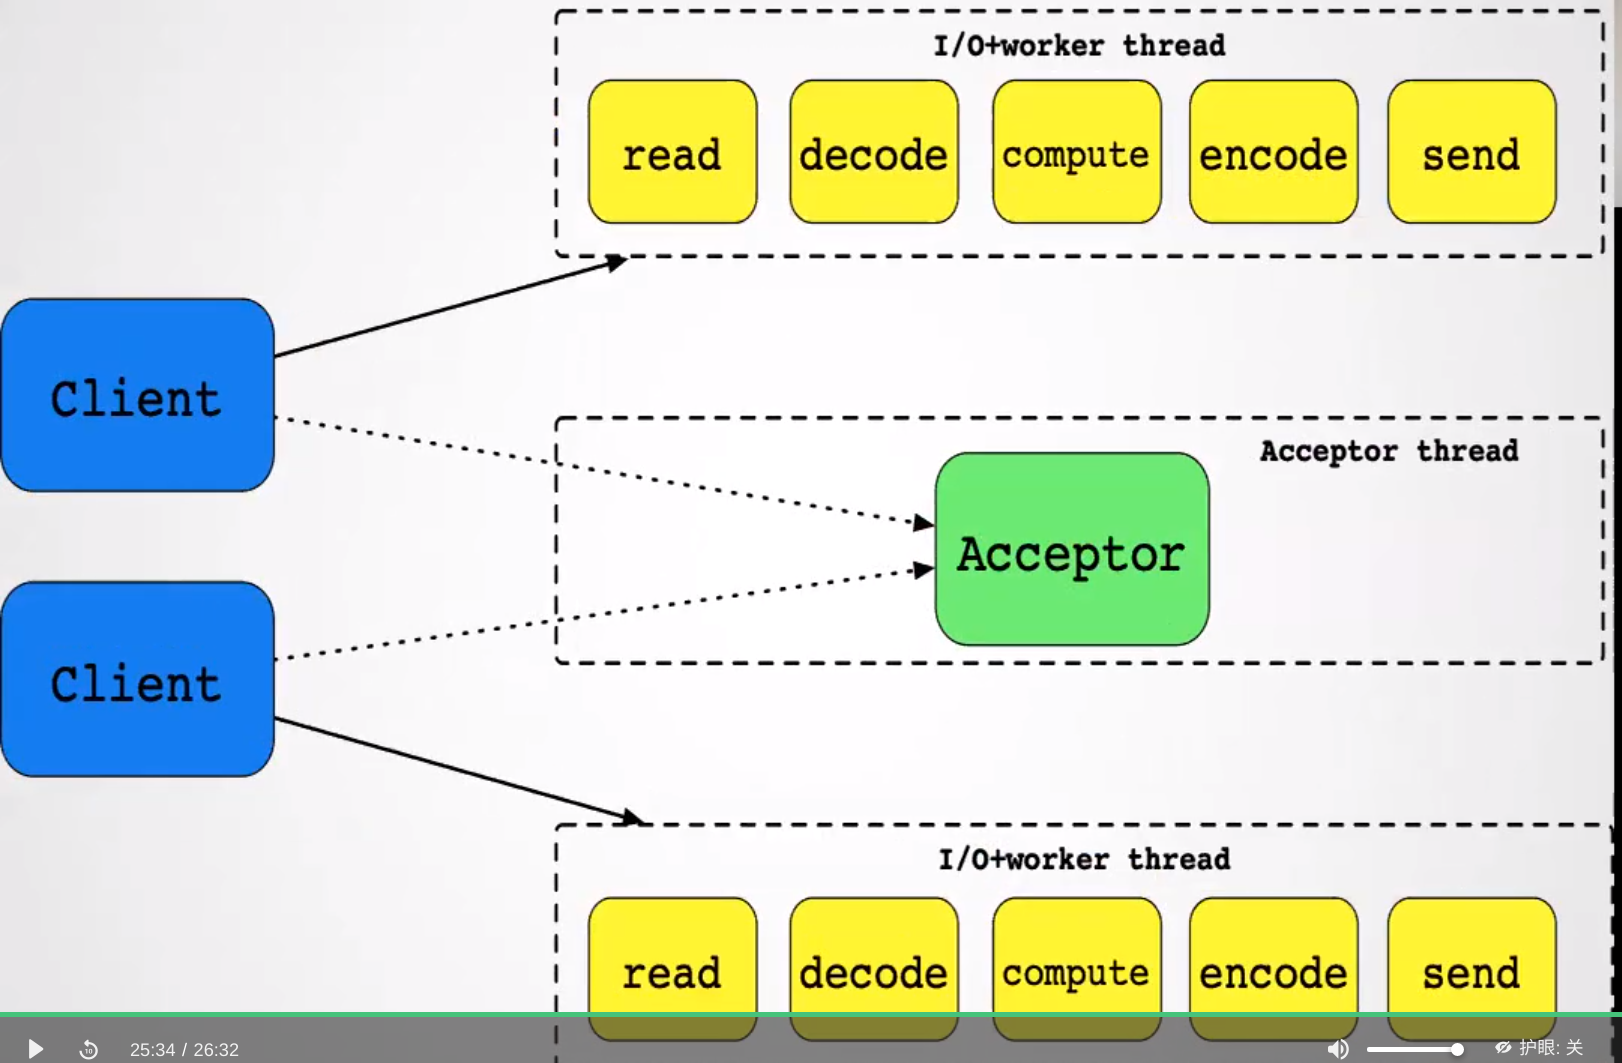 I/O+worker thread
read decode compute encode send
Client
Acceptor thread
Acceptor
Client
I/O+worker thread
read decode compute encode send
10
25:34 / 26:32
护眼: 关